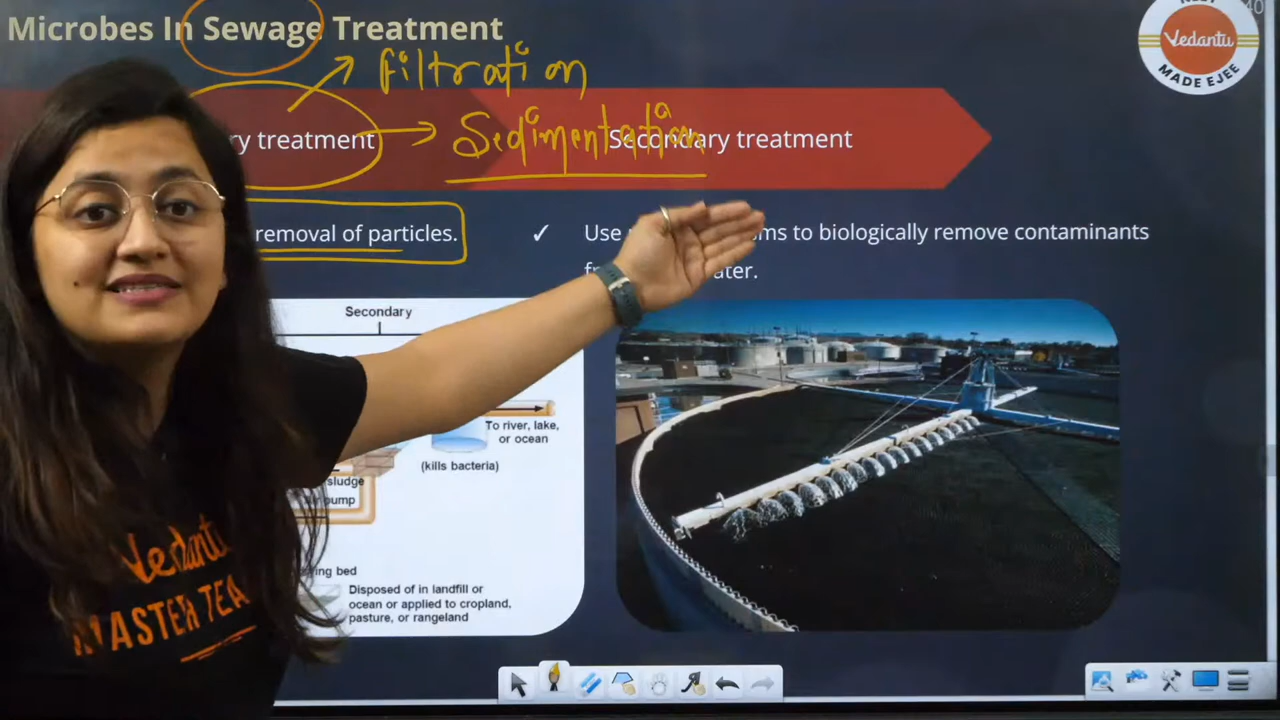 Microbes In Sewage Treatment
40
Vedantu
MADE EJEE
Filtration
ry treatment
Sedimentation
Secondary treatment
removal of particles.
✓ Use ms to biologically remove contaminants
ater.
Secondary
To river, lake,
or ocean
(kills bacteria)
sludge
pump
ing bed
Disposed of in landfill or
ocean or applied to cropland,
pasture, or rangeland
Vedantu
MASTER TEA